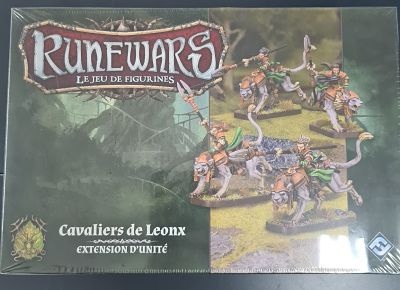 RUNEWARS
LE JEU DE FIGURINES
Cavaliers de Leonx
EXTENSION D'UNITÉ